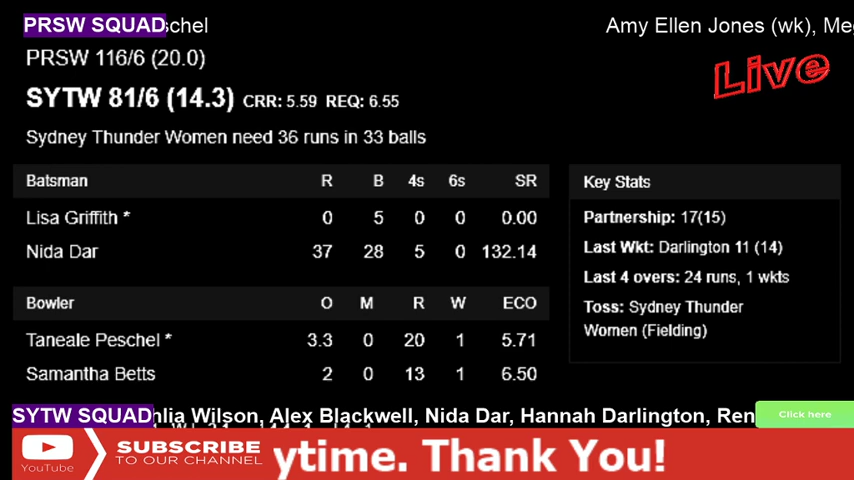 PRSW SQUAD schel Amy Ellen Jones (wk), Me
PRSW 116/6 (20.0)
Live
SYTW 81/6 (14.3) CRR: 5.59 REQ: 6.55
Sydney Thunder Women need 36 runs in 33 balls
Batsman R B 4s 6s SR
Lisa Griffith * 0 5 0 0 0.00
Nida Dar 37 28 5 0 132.14
Bowler O M R W ECO
Taneale Peschel * 3.3 0 20 1 5.71
Samantha Betts 2 0 13 1 6.50
Key Stats
Partnership: 17(15)
Last Wkt: Darlington 11 (14)
Last 4 overs: 24 runs, 1 wkts
Toss: Sydney Thunder
Women (Fielding)
SYTW SQUAD hlia Wilson, Alex Blackwell, Nida Dar, Hannah Darlington, Ren
Click here
YouTube
SUBSCRIBE
TO OUR CHANNEL
ytime. Thank You!